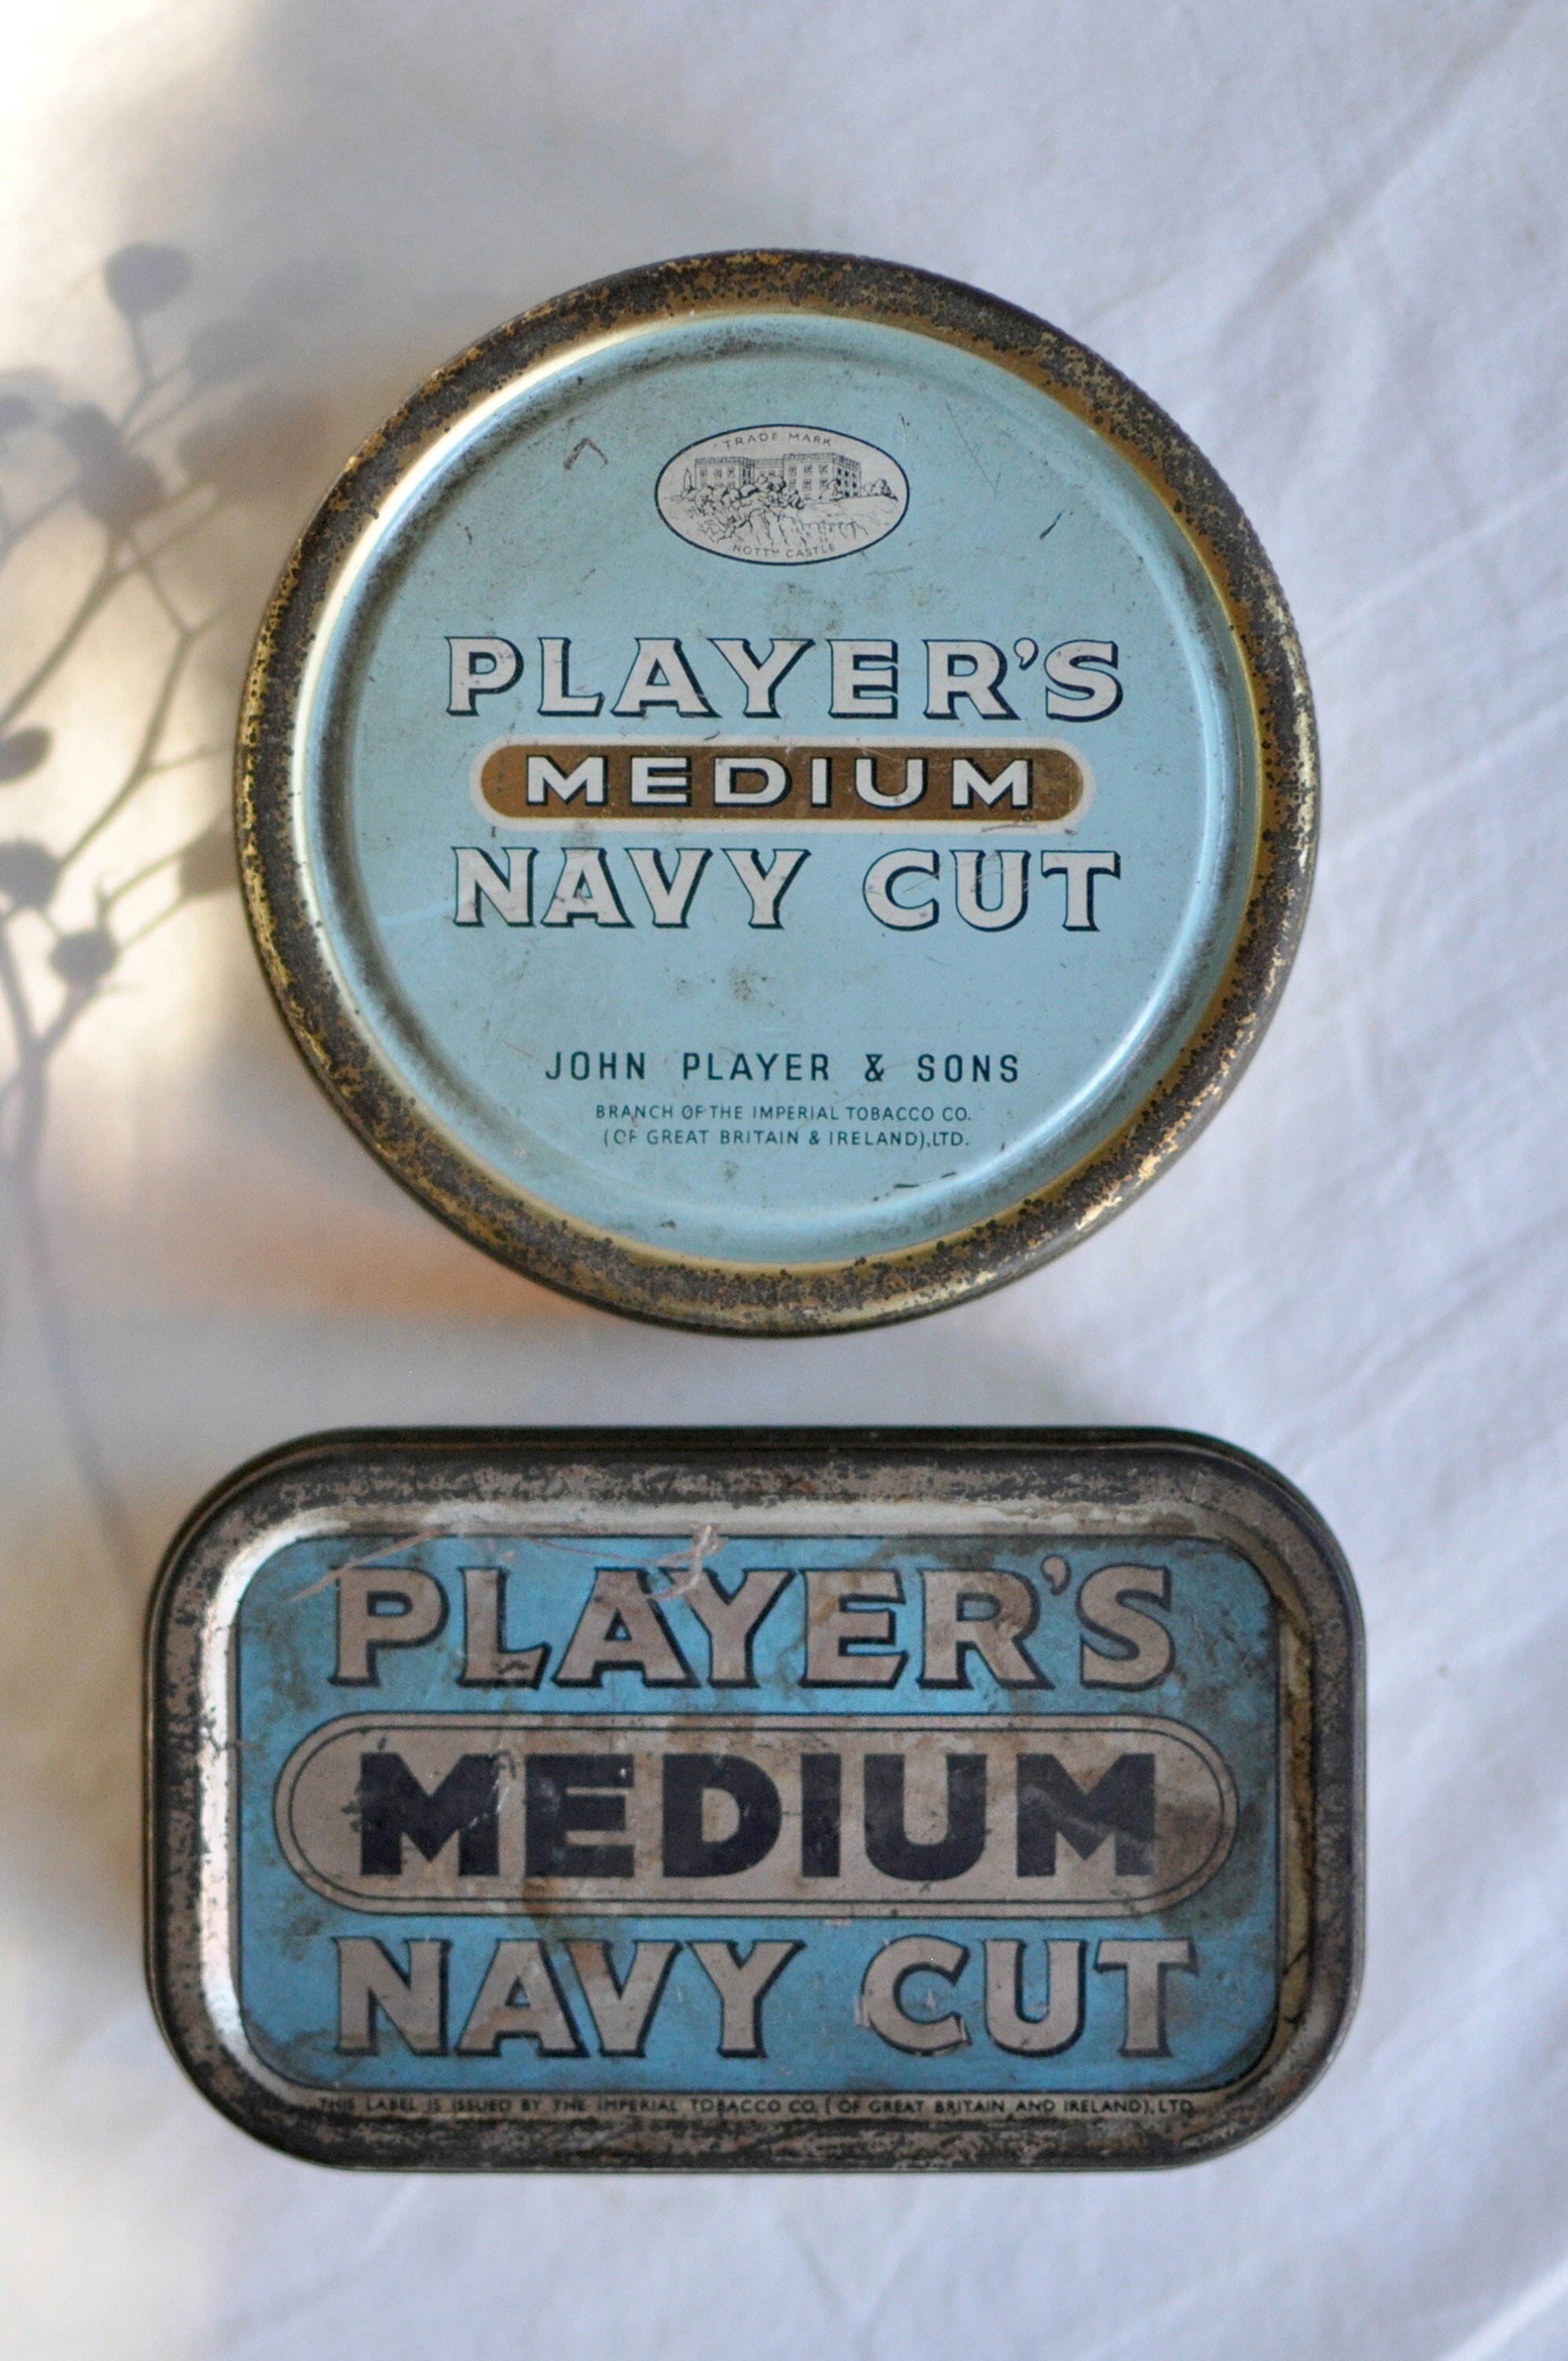 TRADE MARK
NOTTM CASTLE
PLAYER'S
MEDIUM
NAVY CUT
JOHN PLAYER & SONS
BRANCH OF THE IMPERIAL TOBACCO CO.
(OF GREAT BRITAIN & IRELAND),LTD.
PLAYER'S
MEDIUM
NAVY CUT
THIS LABEL IS ISSUED BY THE IMPERIAL TOBACCO CO. (OF GREAT BRITAIN AND IRELAND), LTD.